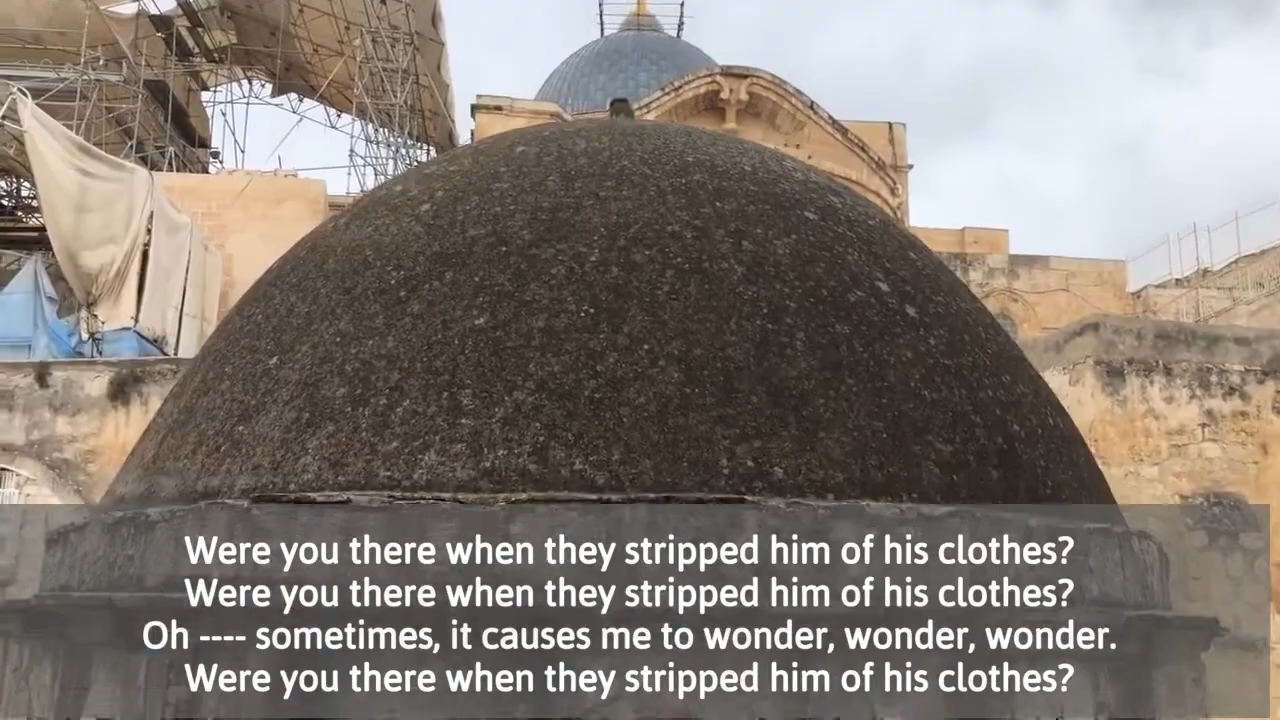 Were you there when they stripped him of his clothes?
Were you there when they stripped him of his clothes?
Oh ---- sometimes, it causes me to wonder, wonder, wonder.
Were you there when they stripped him of his clothes?